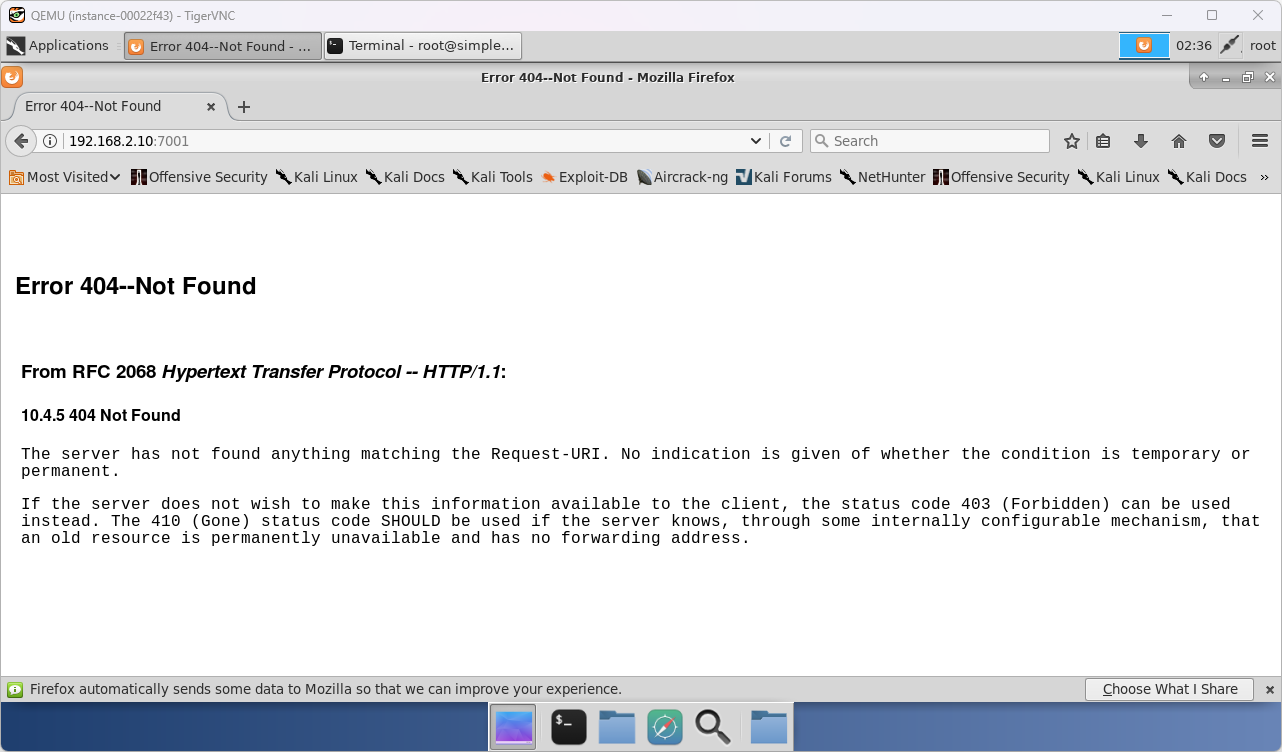 QEMU (instance-00022f43) - TigerVNC
Applications Error 404--Not Found - ... Terminal - root@simple... 02:36 root
Error 404--Not Found - Mozilla Firefox
Error 404--Not Found
192.168.2.10:7001 Search
Most Visited Offensive Security Kali Linux Kali Docs Kali Tools Exploit-DB Aircrack-ng Kali Forums NetHunter Offensive Security Kali Linux Kali Docs »
Error 404--Not Found
From RFC 2068 Hypertext Transfer Protocol -- HTTP/1.1:
10.4.5 404 Not Found
The server has not found anything matching the Request-URI. No indication is given of whether the condition is temporary or
permanent.
If the server does not wish to make this information available to the client, the status code 403 (Forbidden) can be used
instead. The 410 (Gone) status code SHOULD be used if the server knows, through some internally configurable mechanism, that
an old resource is permanently unavailable and has no forwarding address.
Firefox automatically sends some data to Mozilla so that we can improve your experience. Choose What I Share
$_